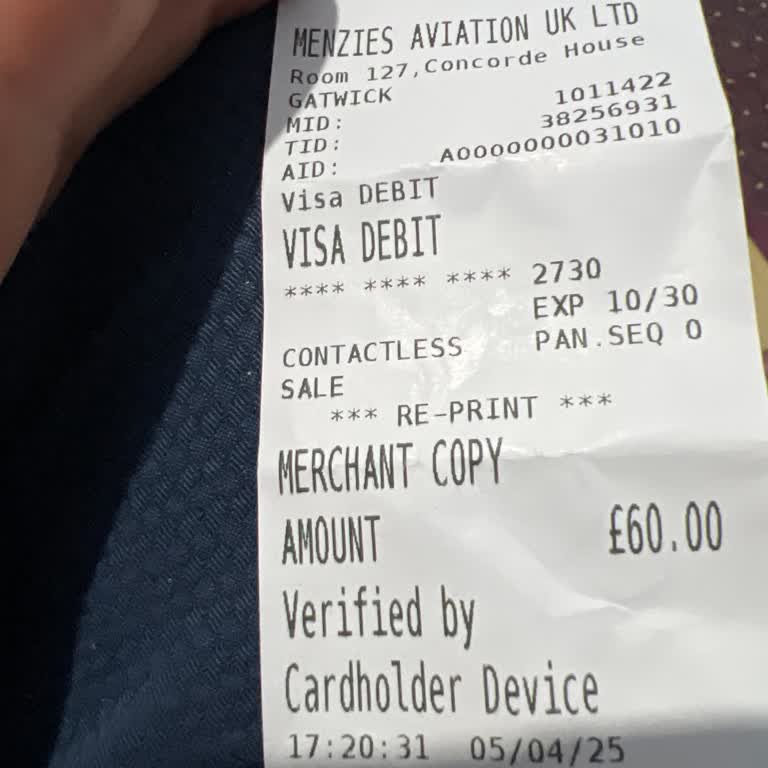 MENZIES AVIATION UK LTD
Room 127,Concorde House
GATWICK
MID: 1011422
TID: 38256931
AID: A0000000031010
Visa DEBIT
VISA DEBIT
**** **** **** 2730
EXP 10/30
CONTACTLESS PAN.SEQ 0
SALE
*** RE-PRINT ***
MERCHANT COPY
AMOUNT £60.00
Verified by
Cardholder Device
17:20:31 05/04/25